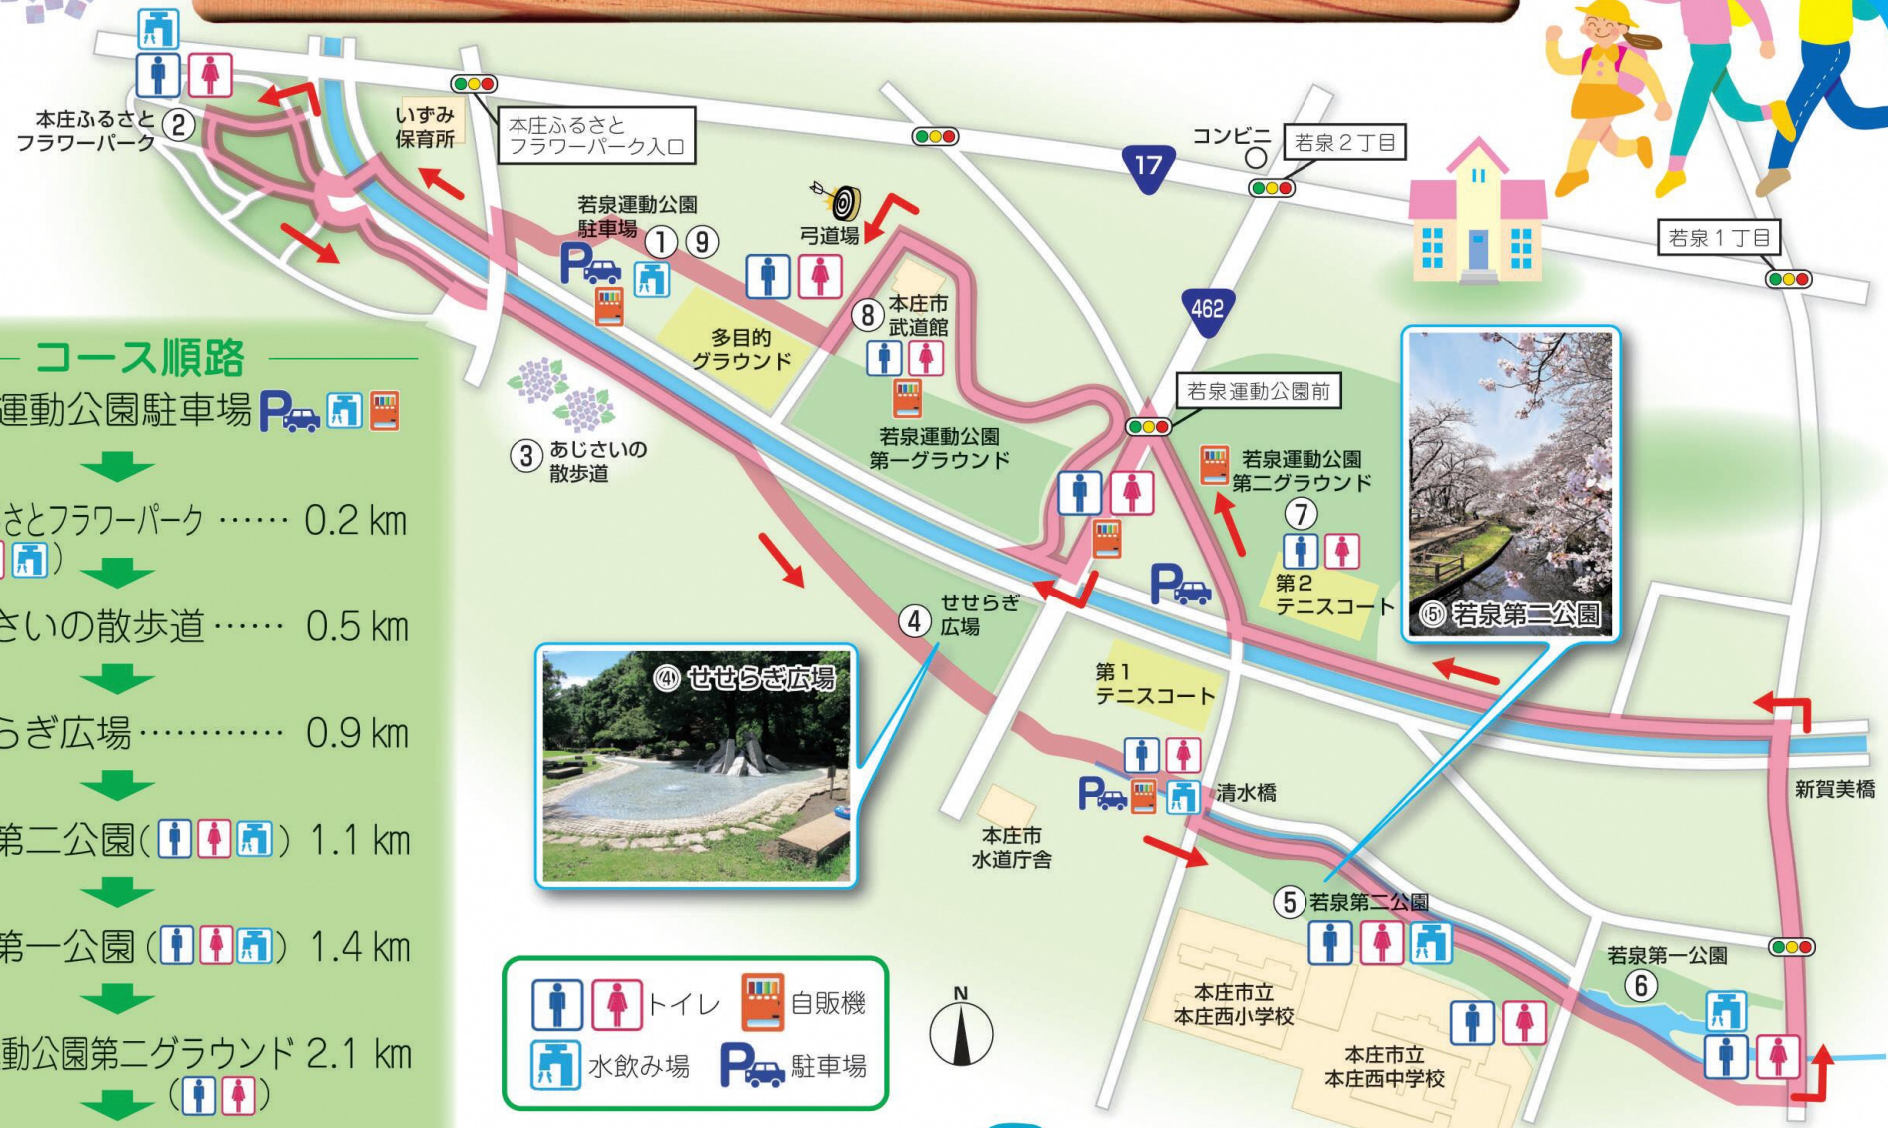 本庄ふるさと
フラワーパーク
②
いずみ
保育所
本庄ふるさと
フラワーパーク入口
17
コンビニ
若泉2丁目
若泉1丁目
若泉運動公園
駐車場
① ⑨
P
弓道場
462
⑧ 本庄市
武道館
多目的
グラウンド
若泉運動公園前
③ あじさいの
散歩道
若泉運動公園
第一グラウンド
若泉運動公園
第二グラウンド
⑦
第2
テニスコート
P
⑤ 若泉第二公園
④ せせらぎ
広場
④ せせらぎ広場
第1
テニスコート
P
清水橋
新賀美橋
本庄市
水道庁舎
⑤ 若泉第二公園
若泉第一公園
⑥
本庄市立
本庄西小学校
本庄市立
本庄西中学校
コース順路
運動公園駐車場 P
さとフラワーパーク …… 0.2 km
)
さいの散歩道 …… 0.5 km
らぎ広場 ………… 0.9 km
第二公園( ) 1.1 km
第一公園( ) 1.4 km
動公園第二グラウンド 2.1 km
( )
トイレ
自販機
水飲み場
P 駐車場
N